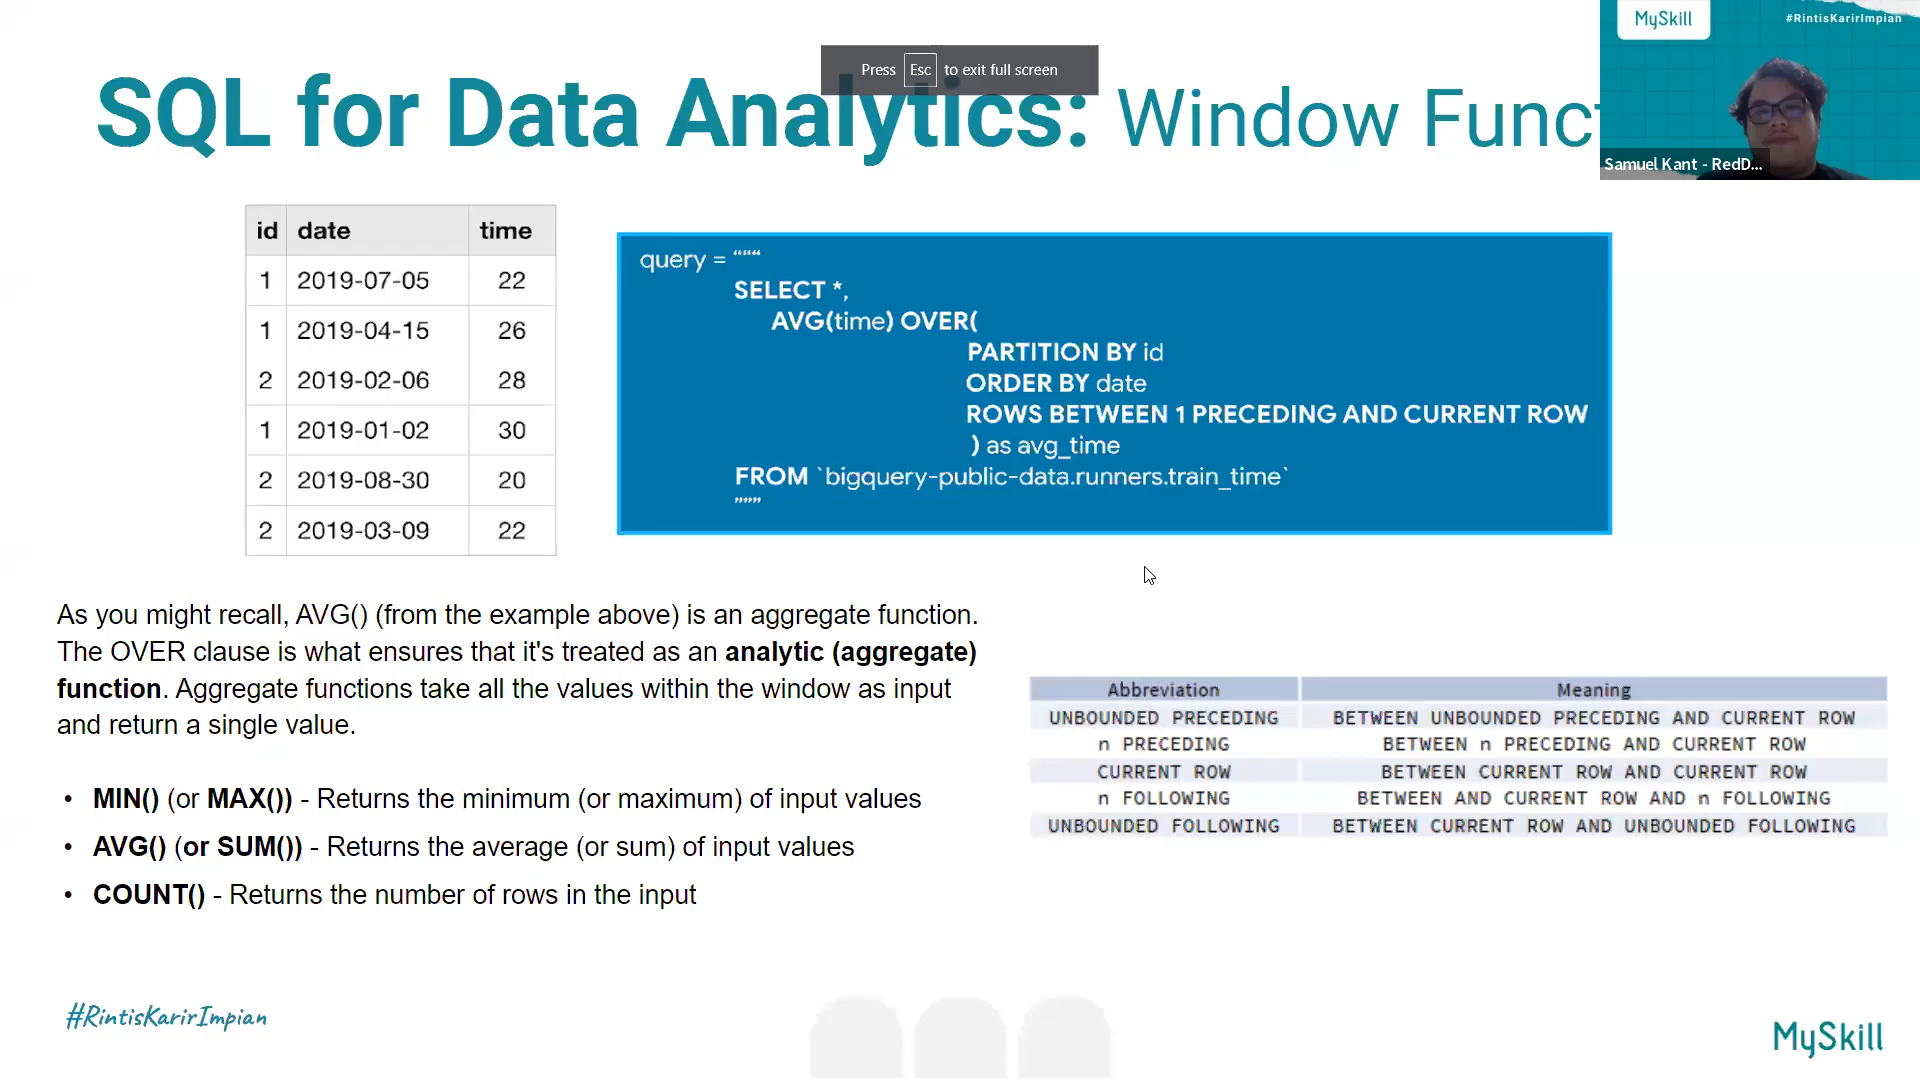 MySkill
#RintisKarirImpian
Press Esc to exit full screen
SQL for Data Analytics: Window Funct
Samuel Kant - RedD...
id date time
1 2019-07-05 22
1 2019-04-15 26
2 2019-02-06 28
1 2019-01-02 30
2 2019-08-30 20
2 2019-03-09 22
query = “““
SELECT *,
AVG(time) OVER(
PARTITION BY id
ORDER BY date
ROWS BETWEEN 1 PRECEDING AND CURRENT ROW
) as avg_time
FROM `bigquery-public-data.runners.train_time`
”””
As you might recall, AVG() (from the example above) is an aggregate function.
The OVER clause is what ensures that it's treated as an analytic (aggregate)
function. Aggregate functions take all the values within the window as input
and return a single value.
• MIN() (or MAX()) - Returns the minimum (or maximum) of input values
• AVG() (or SUM()) - Returns the average (or sum) of input values
• COUNT() - Returns the number of rows in the input
Abbreviation Meaning
UNBOUNDED PRECEDING BETWEEN UNBOUNDED PRECEDING AND CURRENT ROW
n PRECEDING BETWEEN n PRECEDING AND CURRENT ROW
CURRENT ROW BETWEEN CURRENT ROW AND CURRENT ROW
n FOLLOWING BETWEEN AND CURRENT ROW AND n FOLLOWING
UNBOUNDED FOLLOWING BETWEEN CURRENT ROW AND UNBOUNDED FOLLOWING
#RintisKarirImpian
MySkill